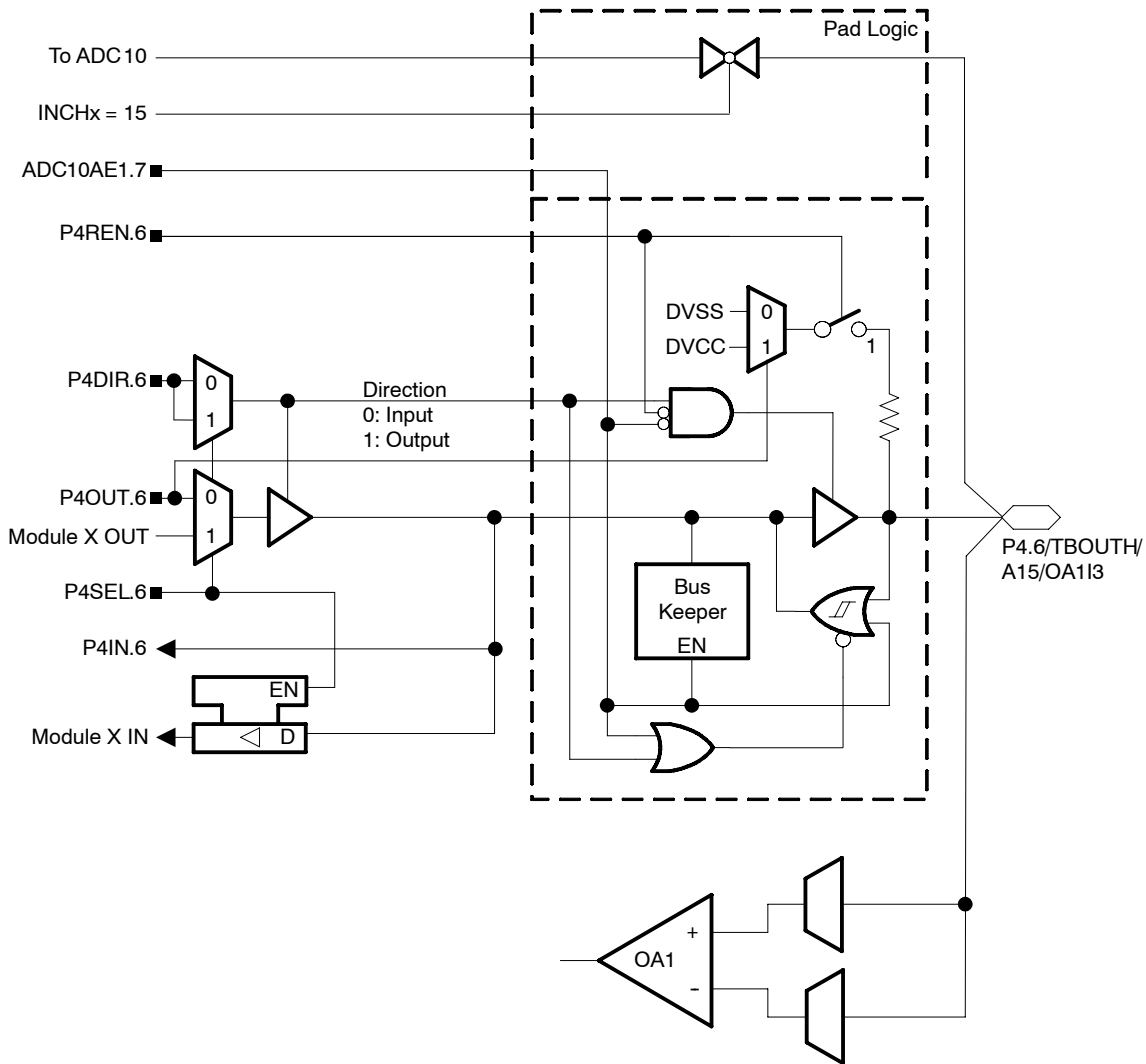 Pad Logic
To ADC10
INCHx = 15
ADC10AE1.7
P4REN.6
DVSS
0
DVCC
1
1
P4DIR.6
0
1
Direction
0: Input
1: Output
P4OUT.6
0
Module X OUT
1
P4SEL.6
P4.6/TBOUTH/
A15/OA1I3
Bus
Keeper
EN
P4IN.6
EN
Module X IN
D
+
OA1
−